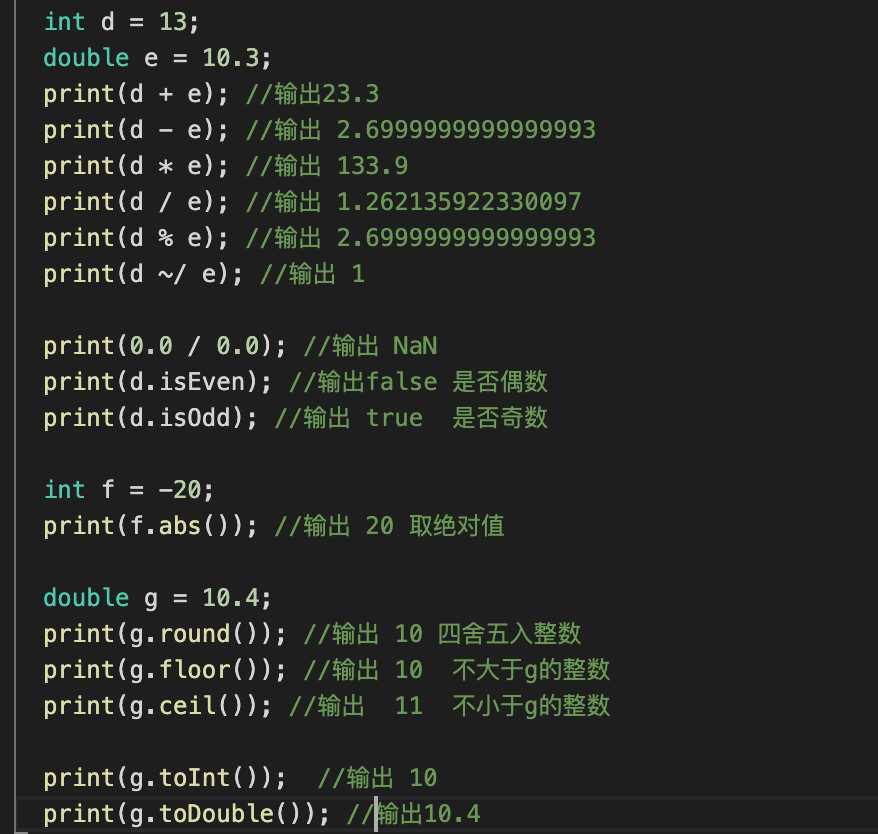 int d = 13;
double e = 10.3;
print(d + e); //输出23.3
print(d - e); //输出 2.6999999999999993
print(d * e); //输出 133.9
print(d / e); //输出 1.262135922330097
print(d % e); //输出 2.6999999999999993
print(d ~/ e); //输出 1
print(0.0 / 0.0); //输出 NaN
print(d.isEven); //输出false 是否偶数
print(d.isOdd); //输出 true  是否奇数
int f = -20;
print(f.abs()); //输出 20 取绝对值
double g = 10.4;
print(g.round()); //输出 10 四舍五入整数
print(g.floor()); //输出 10  不大于g的整数
print(g.ceil()); //输出  11  不小于g的整数
print(g.toInt());  //输出 10
print(g.toDouble()); //输出10.4